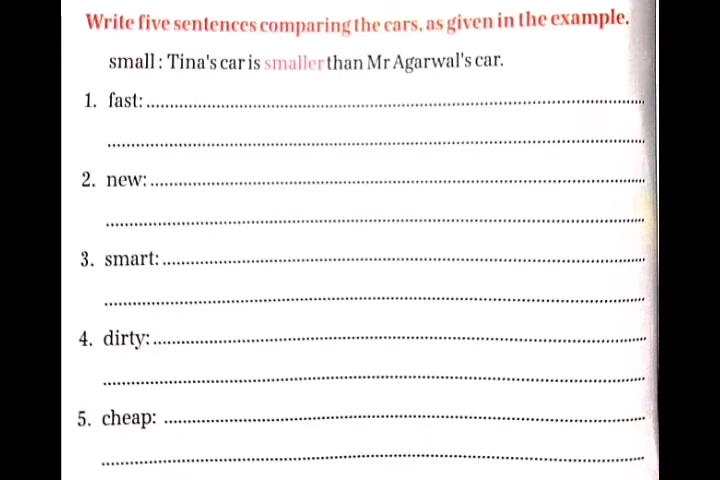 Write five sentences comparing the cars, as given in the example.
small : Tina's car is smaller than Mr Agarwal's car.
1. fast:
2. new:
3. smart:
4. dirty:
5. cheap: